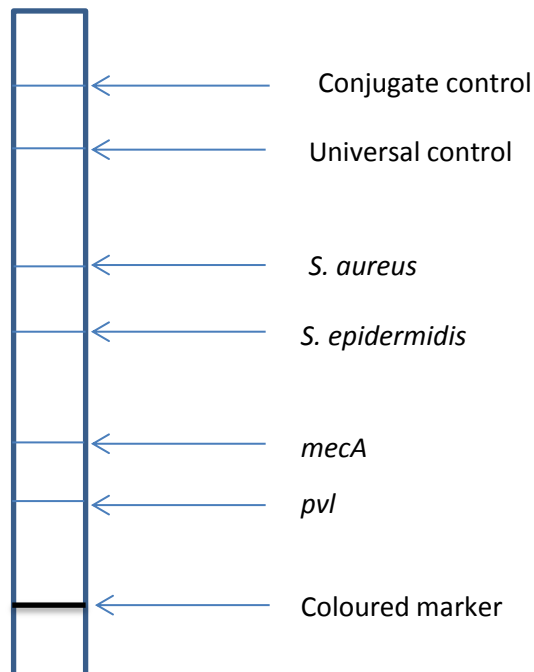 Conjugate control
Universal control
S. aureus
S. epidermidis
mecA
pvl
Coloured marker